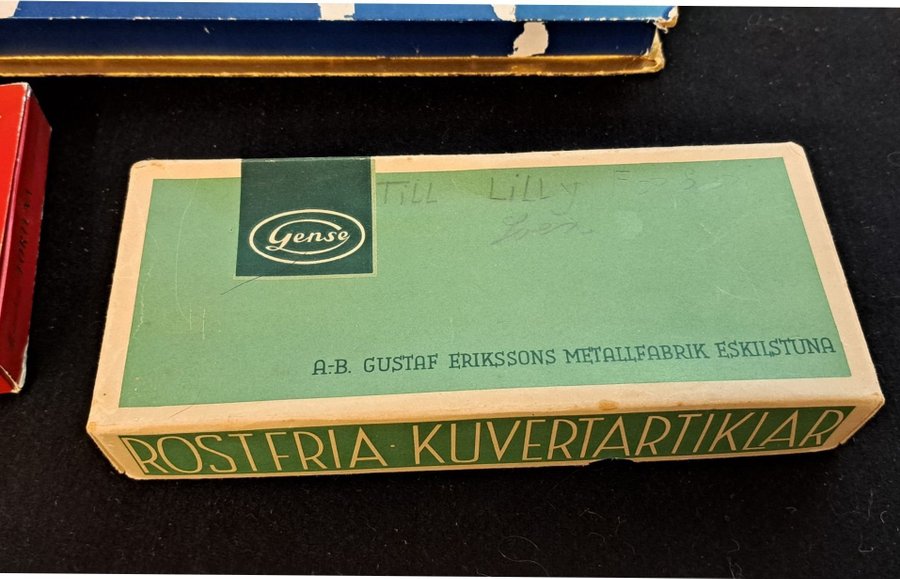 TILL LILLY
Gense
A.-B. GUSTAF ERIKSSONS METALLFABRIK ESKILSTUNA
ROSTFRIA KUVERTARTIKLAR